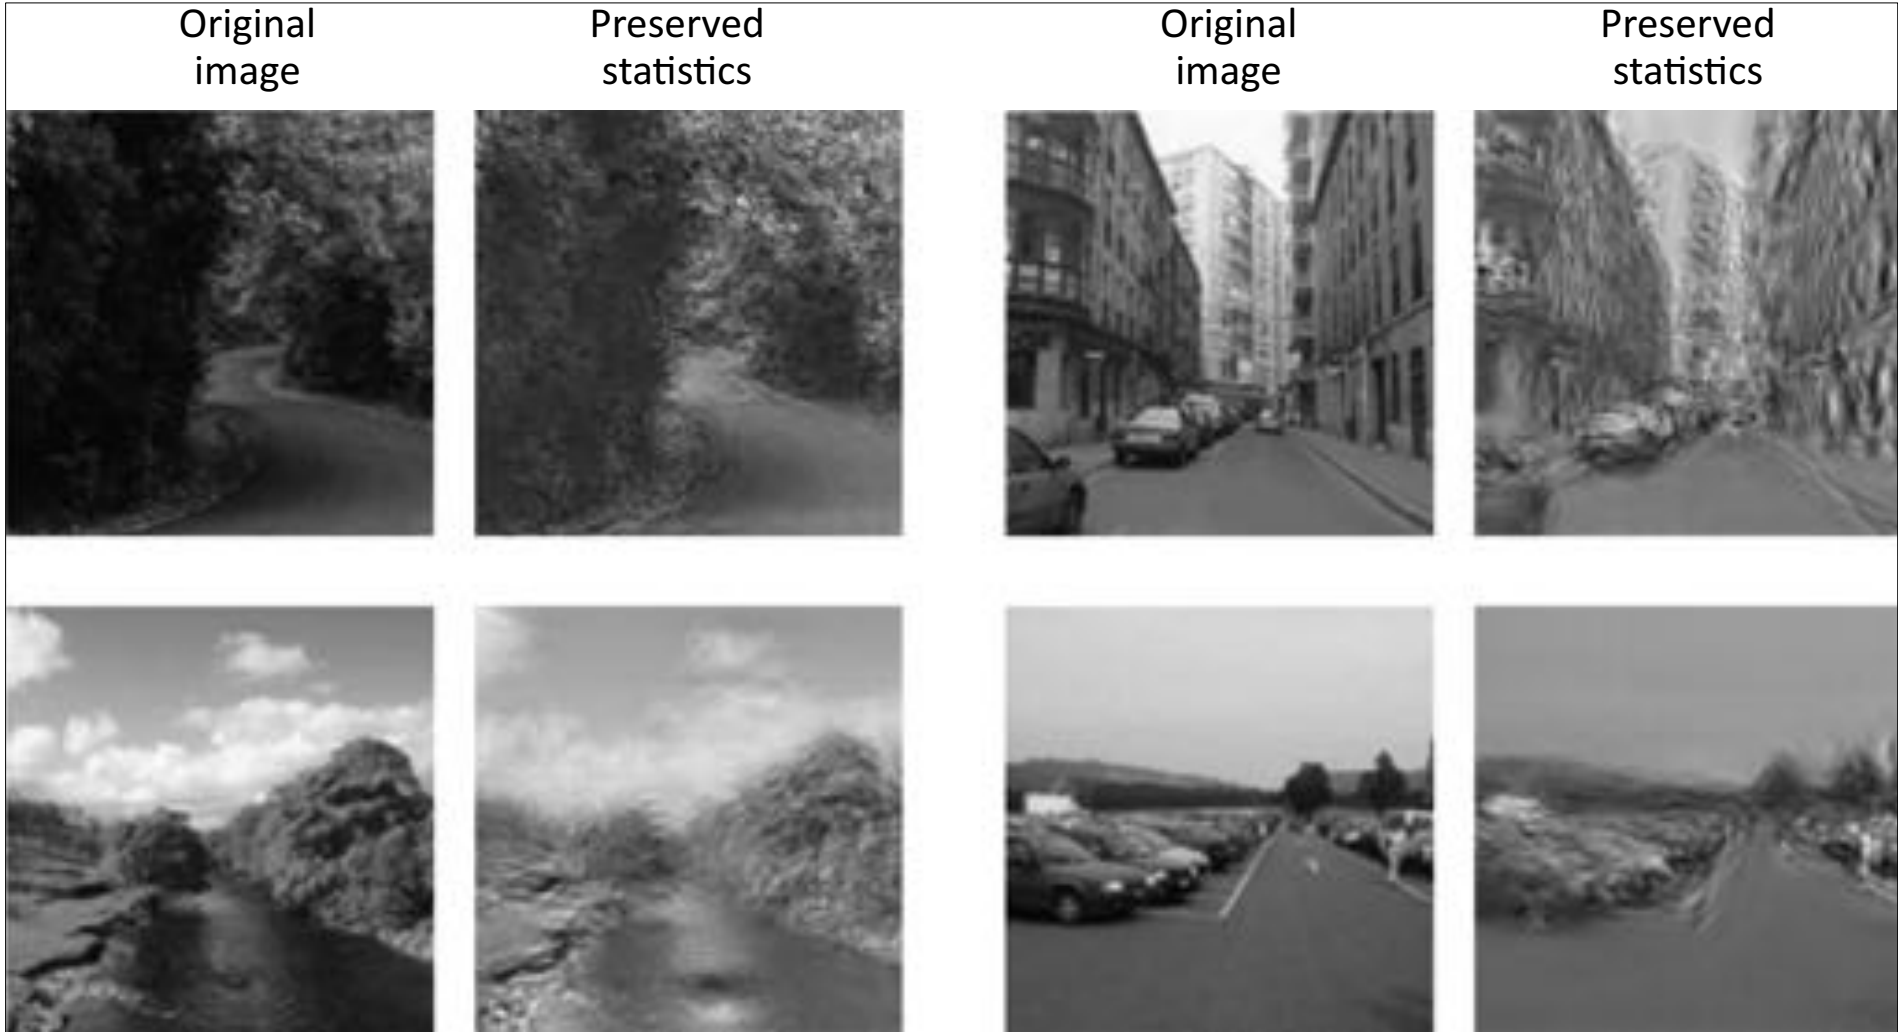 Original
image
Preserved
statistics
Original
image
Preserved
statistics